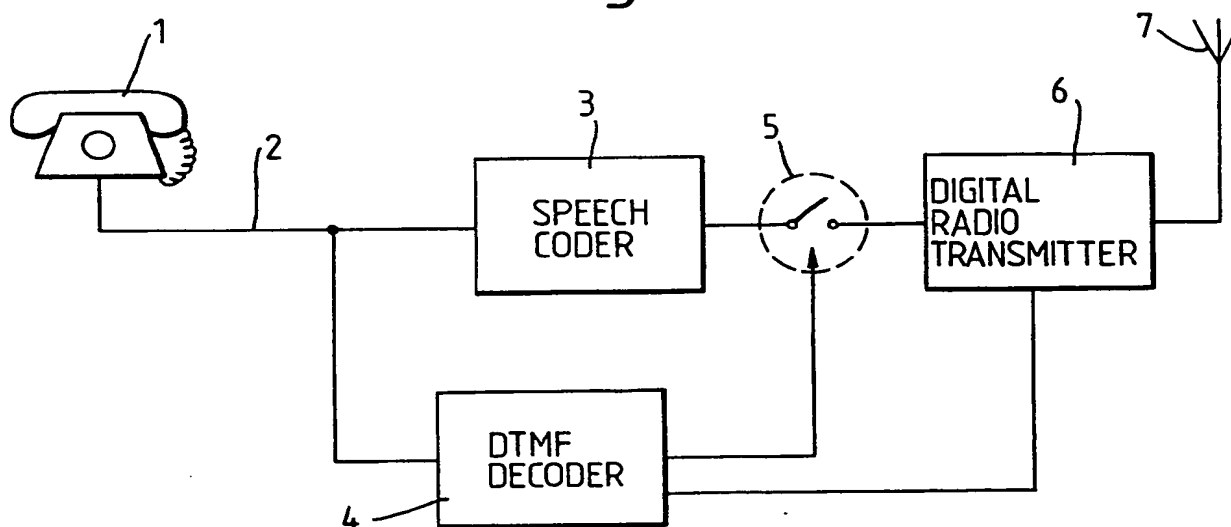 1
2
3
SPEECH
CODER
4
DTMF
DECODER
5
6
DIGITAL
RADIO
TRANSMITTER
7